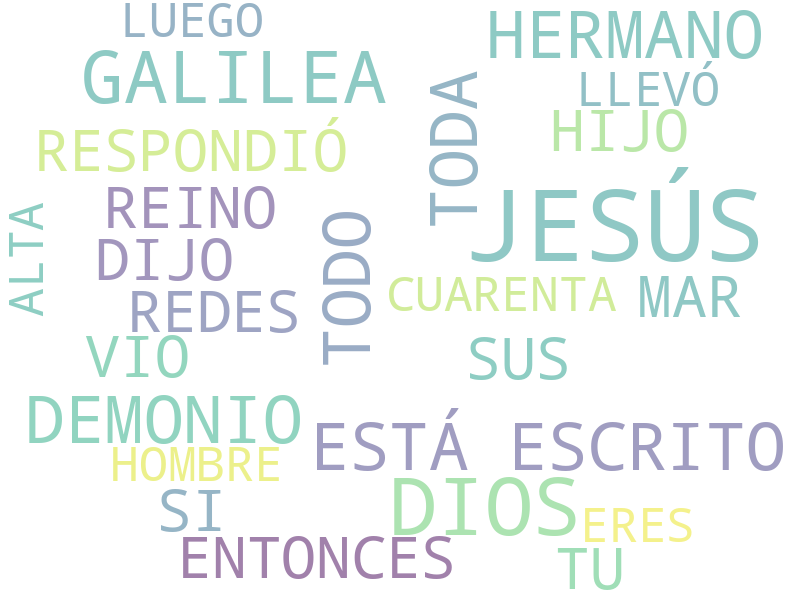 LUEGO
HERMANO
GALILEA
LLEVÓ
TODA
HIJO
RESPONDIÓ
JESÚS
REINO
ALTA
TODO
DIJO
CUARENTA
MAR
REDES
VIO
SUS
DEMONIO
ESTÁ ESCRITO
HOMBRE
DIOS
SI
ERES
ENTONCES
TU